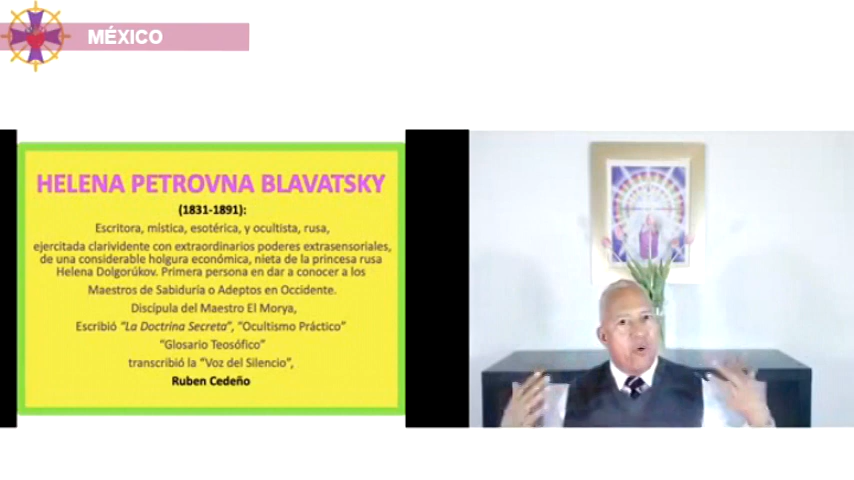 MÉXICO
HELENA PETROVNA BLAVATSKY
(1831-1891):
Escritora, mística, esotérica, y ocultista, rusa,
ejercitada clarividente con extraordinarios poderes extrasensoriales,
de una considerable holgura económica, nieta de la princesa rusa
Helena Dolgorúkov. Primera persona en dar a conocer a los
Maestros de Sabiduría o Adeptos en Occidente.
Discípula del Maestro El Morya,
Escribió “La Doctrina Secreta”, “Ocultismo Práctico”
“Glosario Teosófico”
transcribió la “Voz del Silencio”,
Ruben Cedeño